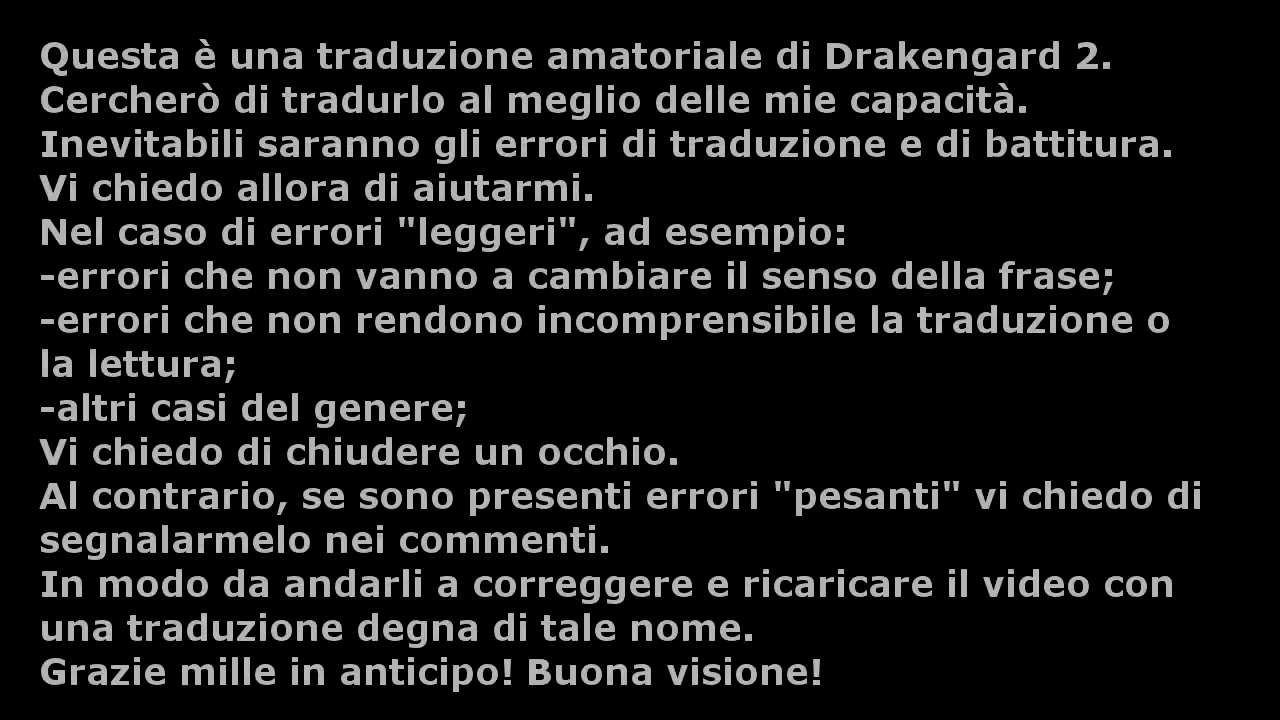 Questa è una traduzione amatoriale di Drakengard 2.
Cercherò di tradurlo al meglio delle mie capacità.
Inevitabili saranno gli errori di traduzione e di battitura.
Vi chiedo allora di aiutarmi.
Nel caso di errori "leggeri", ad esempio:
-errori che non vanno a cambiare il senso della frase;
-errori che non rendono incomprensibile la traduzione o
la lettura;
-altri casi del genere;
Vi chiedo di chiudere un occhio.
Al contrario, se sono presenti errori "pesanti" vi chiedo di
segnalarmelo nei commenti.
In modo da andarli a correggere e ricaricare il video con
una traduzione degna di tale nome.
Grazie mille in anticipo! Buona visione!